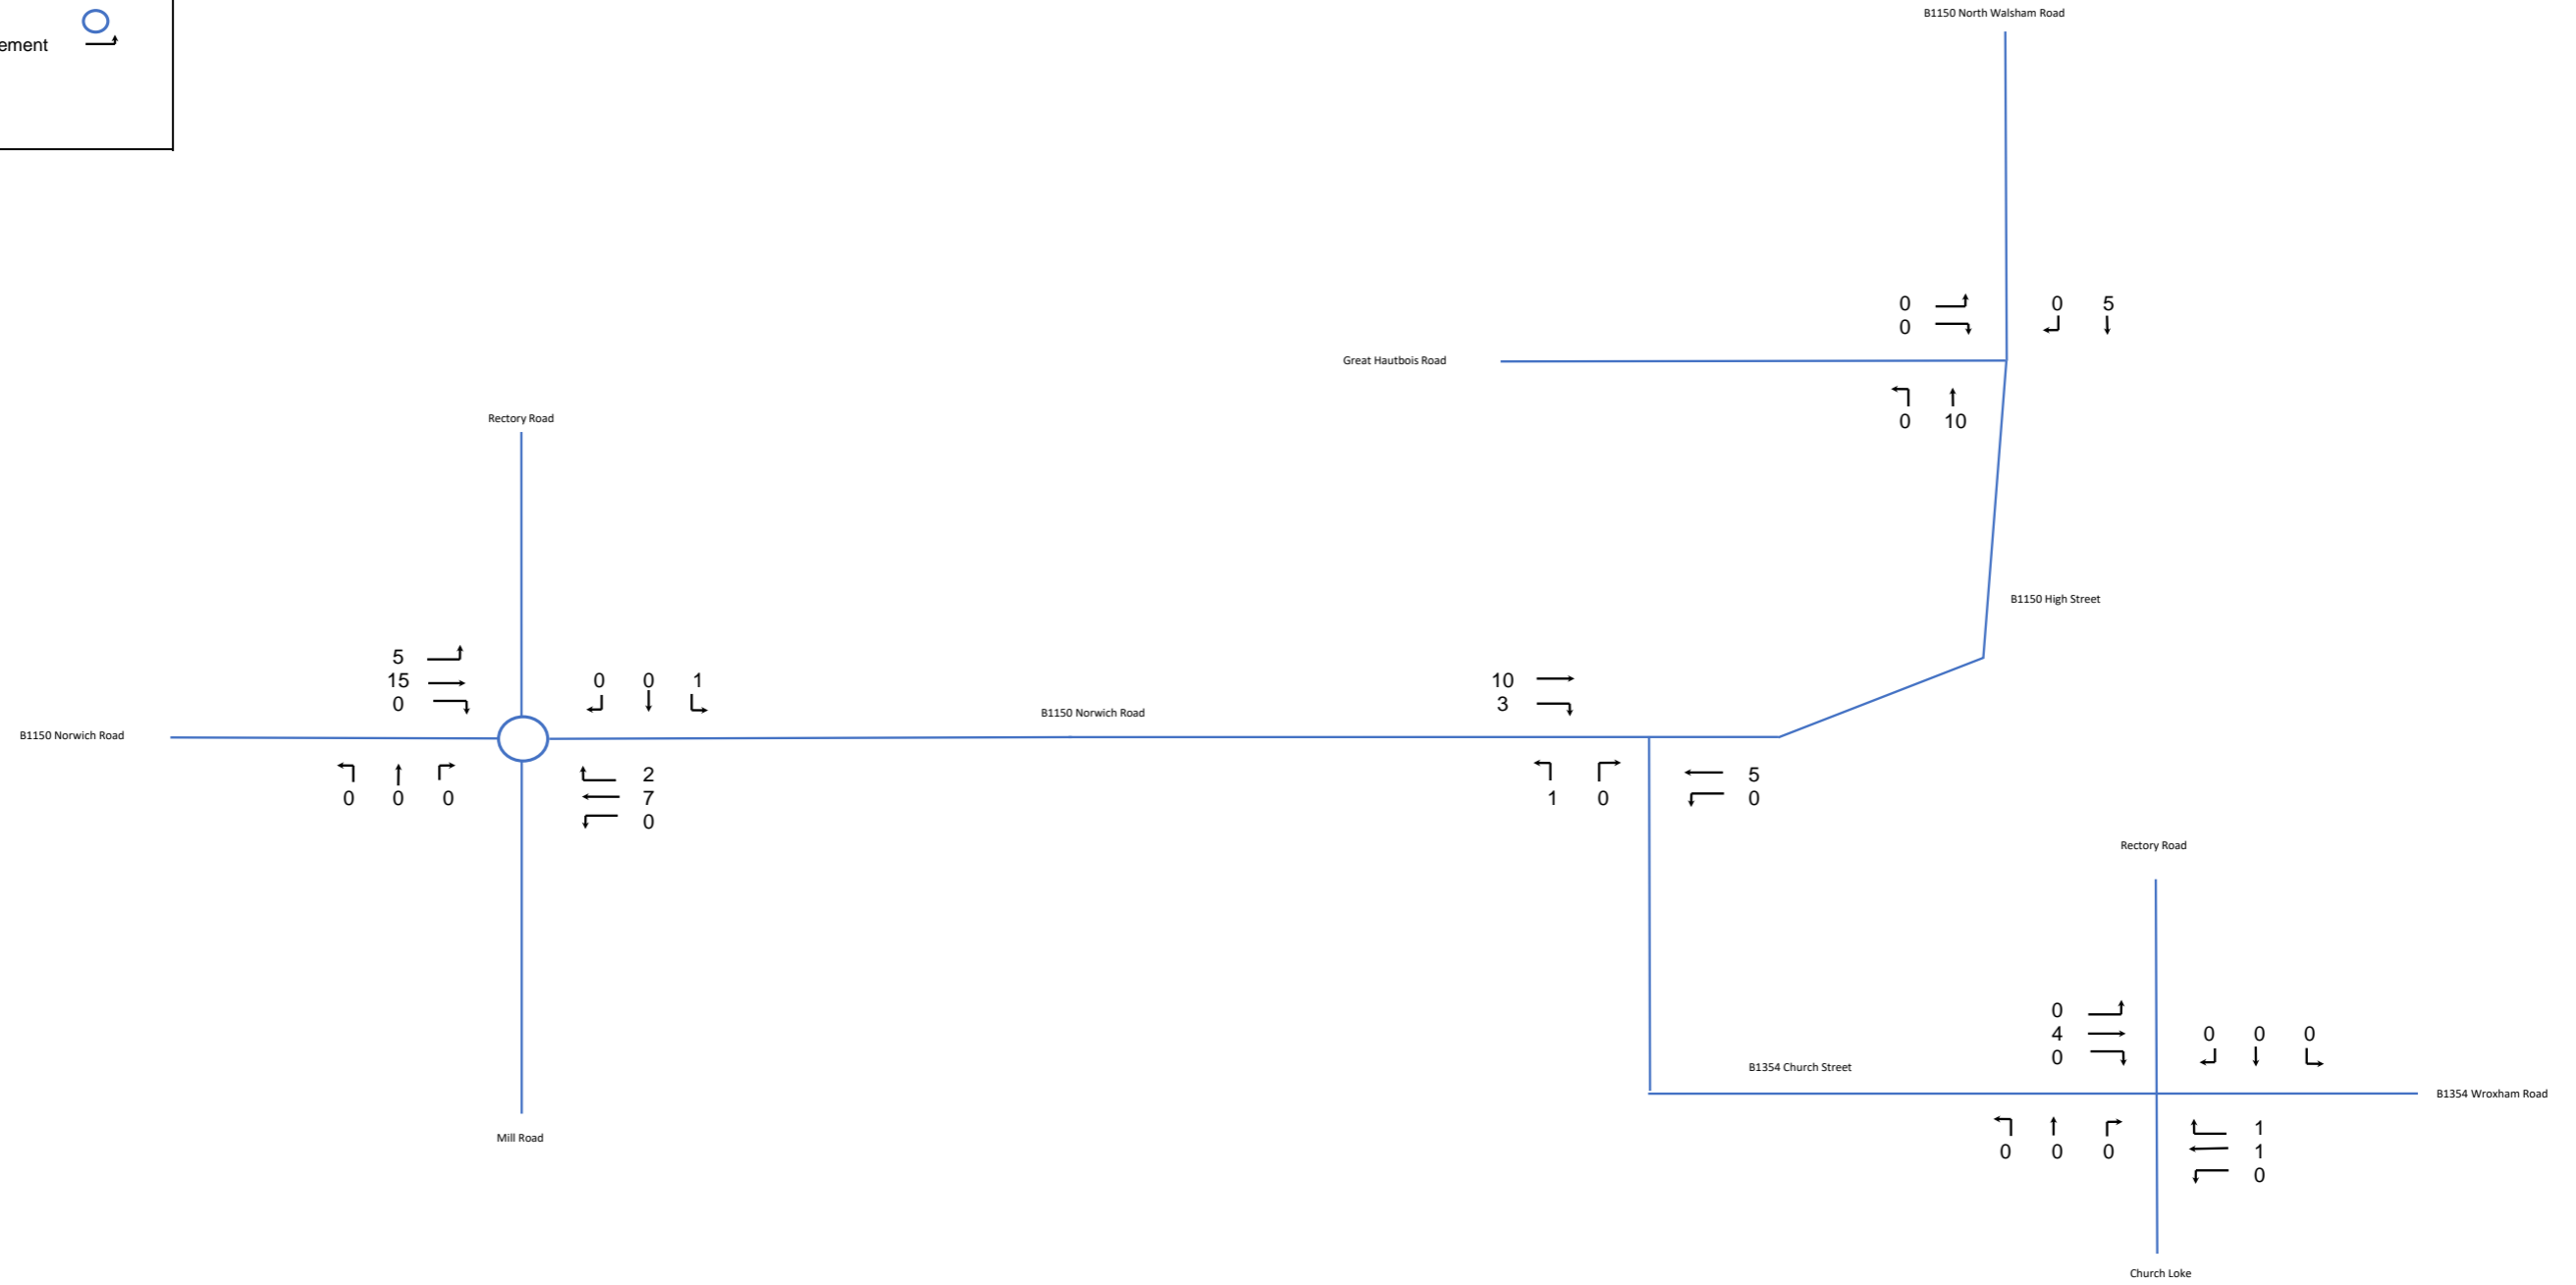 B1150 North Walsham Road
ement
0 0 5
0
Great Hautbois Road
0 10
Rectory Road
B1150 High Street
5
15 0 0 1
0
10
3
B1150 Norwich Road
B1150 Norwich Road
0 0 0
2
7
0
1 0
5
0
Rectory Road
0
4 0 0 0
0
B1354 Church Street
B1354 Wroxham Road
Mill Road
0 0 0
1
1
0
Church Loke